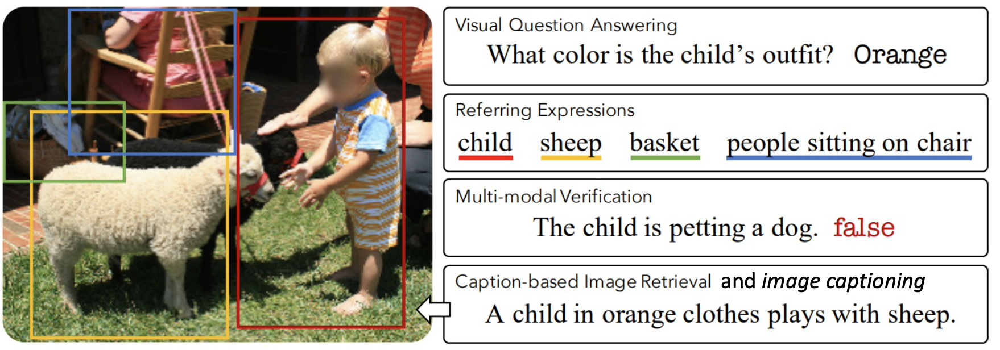 Visual Question Answering
What color is the child's outfit? Orange
Referring Expressions
child sheep basket people sitting on chair
Multi-modal Verification
The child is petting a dog. false
Caption-based Image Retrieval and image captioning
A child in orange clothes plays with sheep.